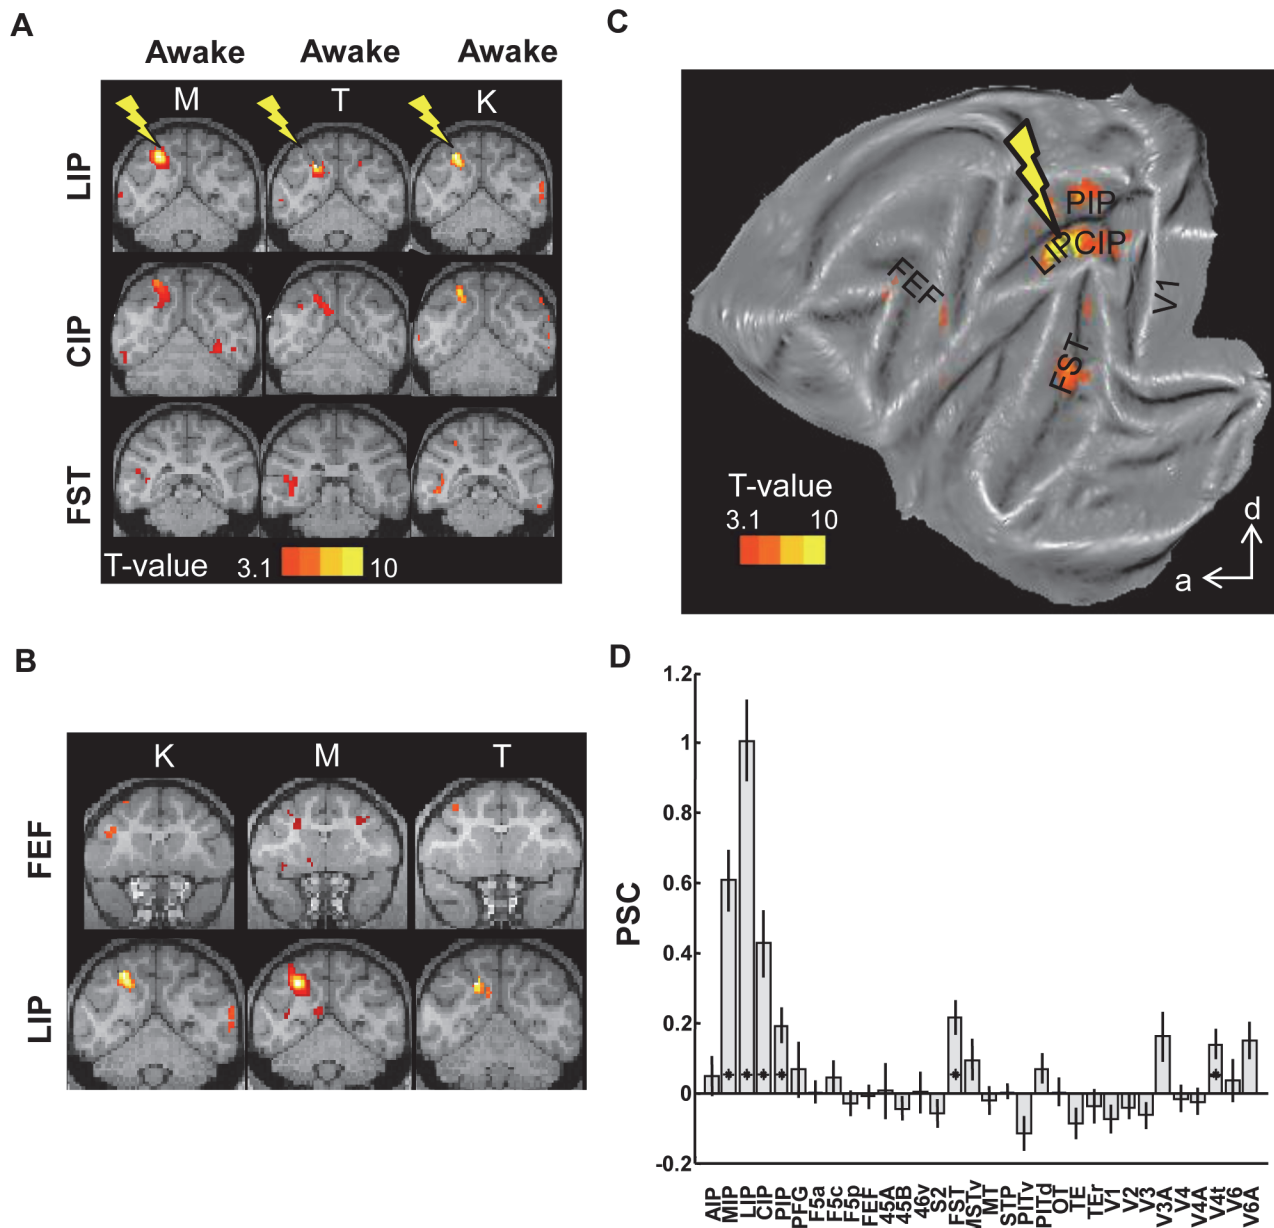 A
Awake Awake Awake
M T K
LIP
CIP
FST
T-value 3.1 10
B
K M T
FEF
LIP
C
PIP
LIP CIP
FEF
V1
FST
T-value
3.1 10
d
a
D
PSC
1.2
1
0.8
0.6
0.4
0.2
0
-0.2
AIP MIP LIP CIP PIP PFG F5a F5c F5p FEF 45A 45B 46v S2 FST MSTv MT STP PITv PITd OT TE TEr V1 V2 V3 V3A V4 V4A V4t V6 V6A